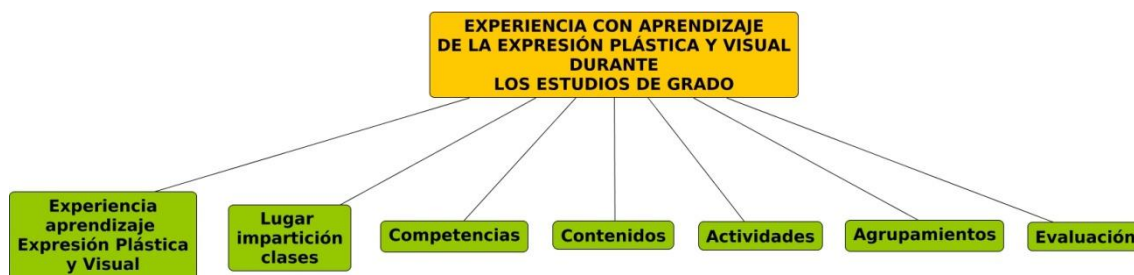 EXPERIENCIA CON APRENDIZAJE
DE LA EXPRESIÓN PLÁSTICA Y VISUAL
DURANTE
LOS ESTUDIOS DE GRADO
Experiencia
aprendizaje
Expresión Plástica
y Visual
Lugar
impartición
clases
Competencias
Contenidos
Actividades
Agrupamientos
Evaluación